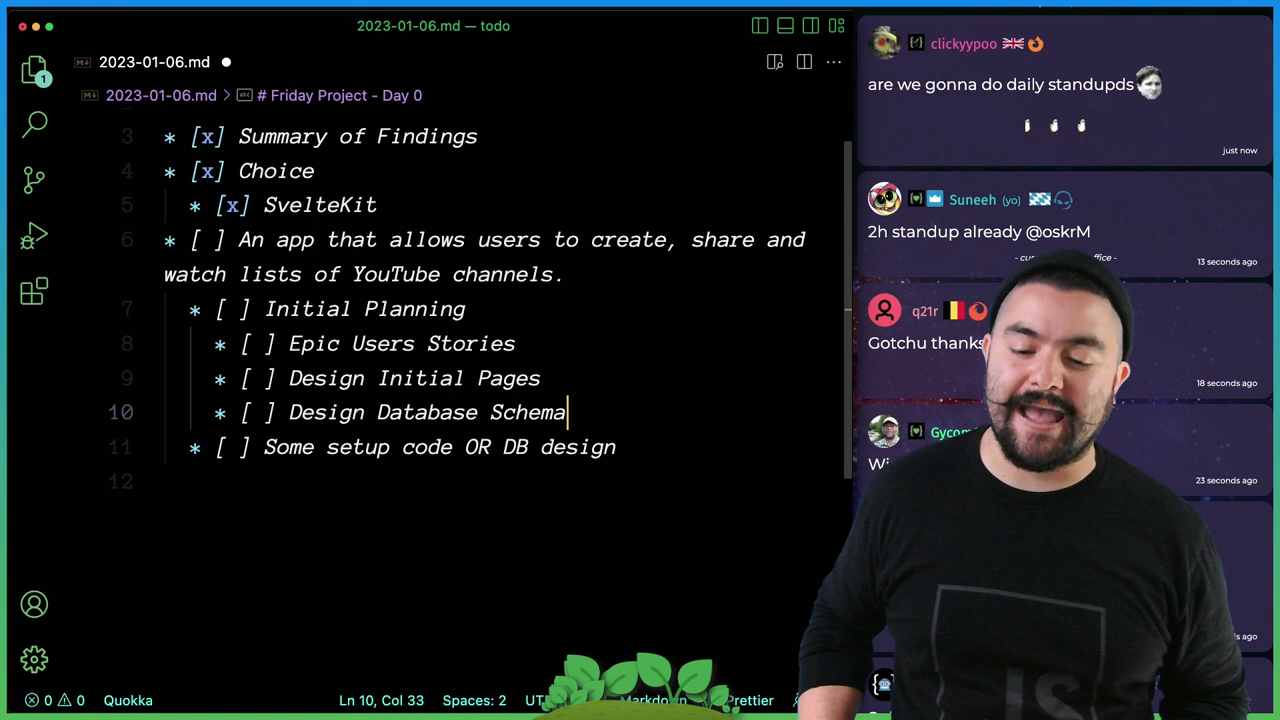 2023-01-06.md — todo
2023-01-06.md
2023-01-06.md > # Friday Project - Day 0
3 * [x] Summary of Findings
4 * [x] Choice
5 * [x] SvelteKit
6 * [ ] An app that allows users to create, share and
watch lists of YouTube channels.
7 * [ ] Initial Planning
8 * [ ] Epic Users Stories
9 * [ ] Design Initial Pages
10 * [ ] Design Database Schema
11 * [ ] Some setup code OR DB design
12
1
0 0 Quokka Ln 10, Col 33 Spaces: 2 Markdown Prettier
clickyypoo
are we gonna do daily standupds
just now
Suneeh (yo)
2h standup already @oskrM
13 seconds ago
q21r
Gotchu thanks
18 seconds ago
23 seconds ago
JS